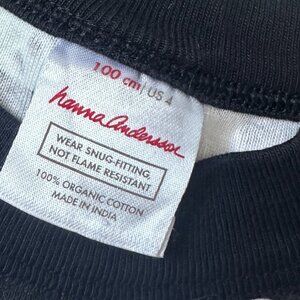 100 cm | US 4
hanna andersson
WEAR SNUG-FITTING,
NOT FLAME RESISTANT
100% ORGANIC COTTON
MADE IN INDIA